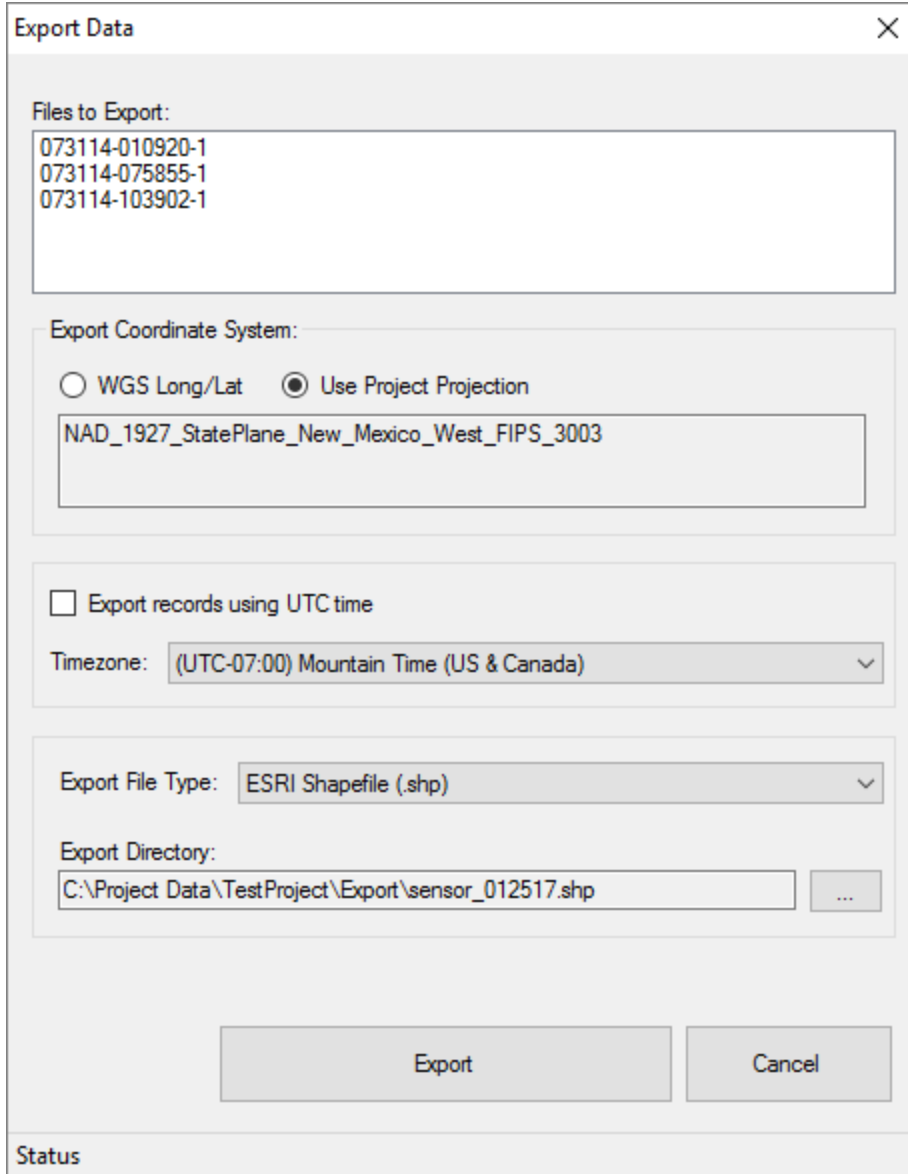 Export Data
Files to Export:
073114-010920-1
073114-075855-1
073114-103902-1
Export Coordinate System:
WGS Long/Lat Use Project Projection
NAD_1927_StatePlane_New_Mexico_West_FIPS_3003
Export records using UTC time
Timezone: (UTC-07:00) Mountain Time (US & Canada)
Export File Type: ESRI Shapefile (.shp)
Export Directory:
C:\Project Data\TestProject\Export\sensor_012517.shp ...
Export Cancel
Status